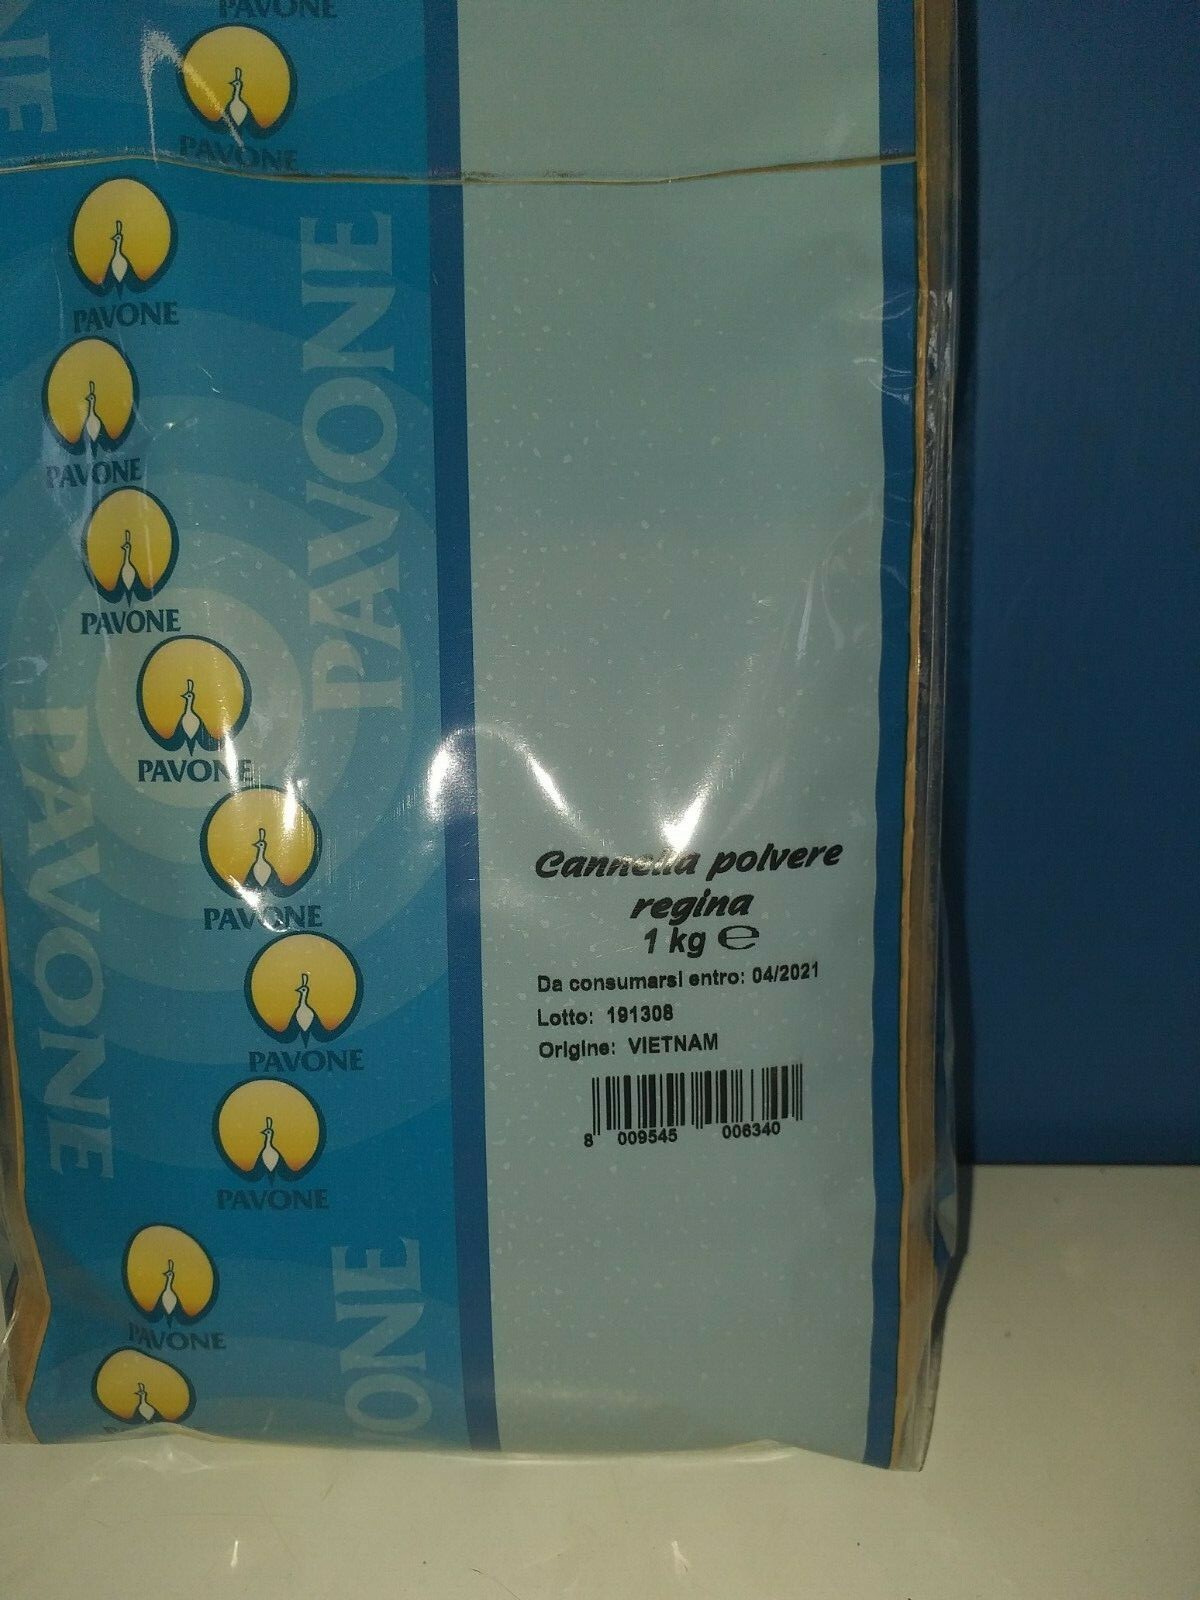 PAVONE
PAVONE
PAVONE
PAVONE
PAVONE
PAVONE
PAVONE
PAVONE
PAVONE
PAVONE
PAVONE
PAVONE
Cannella polvere
regina
1 kg ℮
Da consumarsi entro: 04/2021
Lotto: 191308
Origine: VIETNAM
8 009545 006340